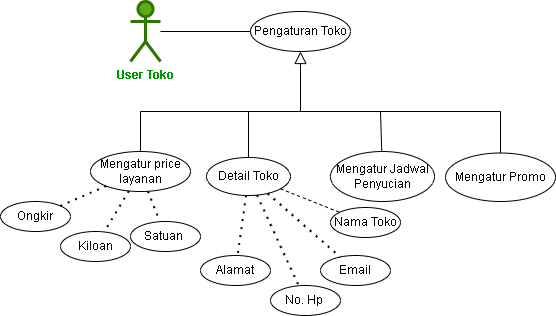 Pengaturan Toko
User Toko
Mengatur price
layanan
Detail Toko
Mengatur Jadwal
Penyucian
Mengatur Promo
Ongkir
Kiloan
Satuan
Nama Toko
Alamat
Email
No. Hp